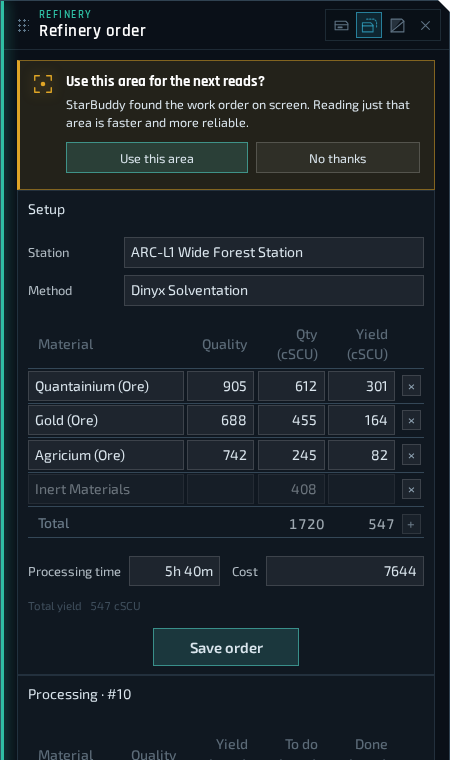 REFINERY
Refinery order
Use this area for the next reads?
StarBuddy found the work order on screen. Reading just that
area is faster and more reliable.
Use this area No thanks
Setup
Station ARC-L1 Wide Forest Station
Method Dinyx Solventation
Material Quality Qty (cSCU) Yield (cSCU)
Quantainium (Ore) 905 612 301 ×
Gold (Ore) 688 455 164 ×
Agricium (Ore) 742 245 82 ×
Inert Materials 408 ×
Total 1720 547 +
Processing time 5h 40m Cost 7644
Total yield 547 cSCU
Save order
Processing · #10
Material Quality Yield To do Done